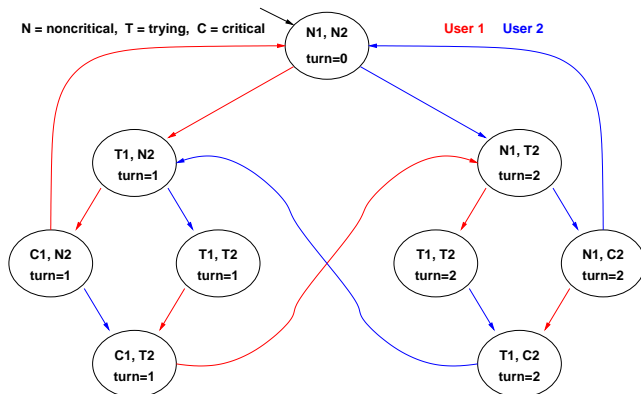 N = noncritical, T = trying, C = critical
User 1 User 2
N1, N2
turn=0
T1, N2
turn=1
N1, T2
turn=2
C1, N2
turn=1
T1, T2
turn=1
T1, T2
turn=2
N1, C2
turn=2
C1, T2
turn=1
T1, C2
turn=2